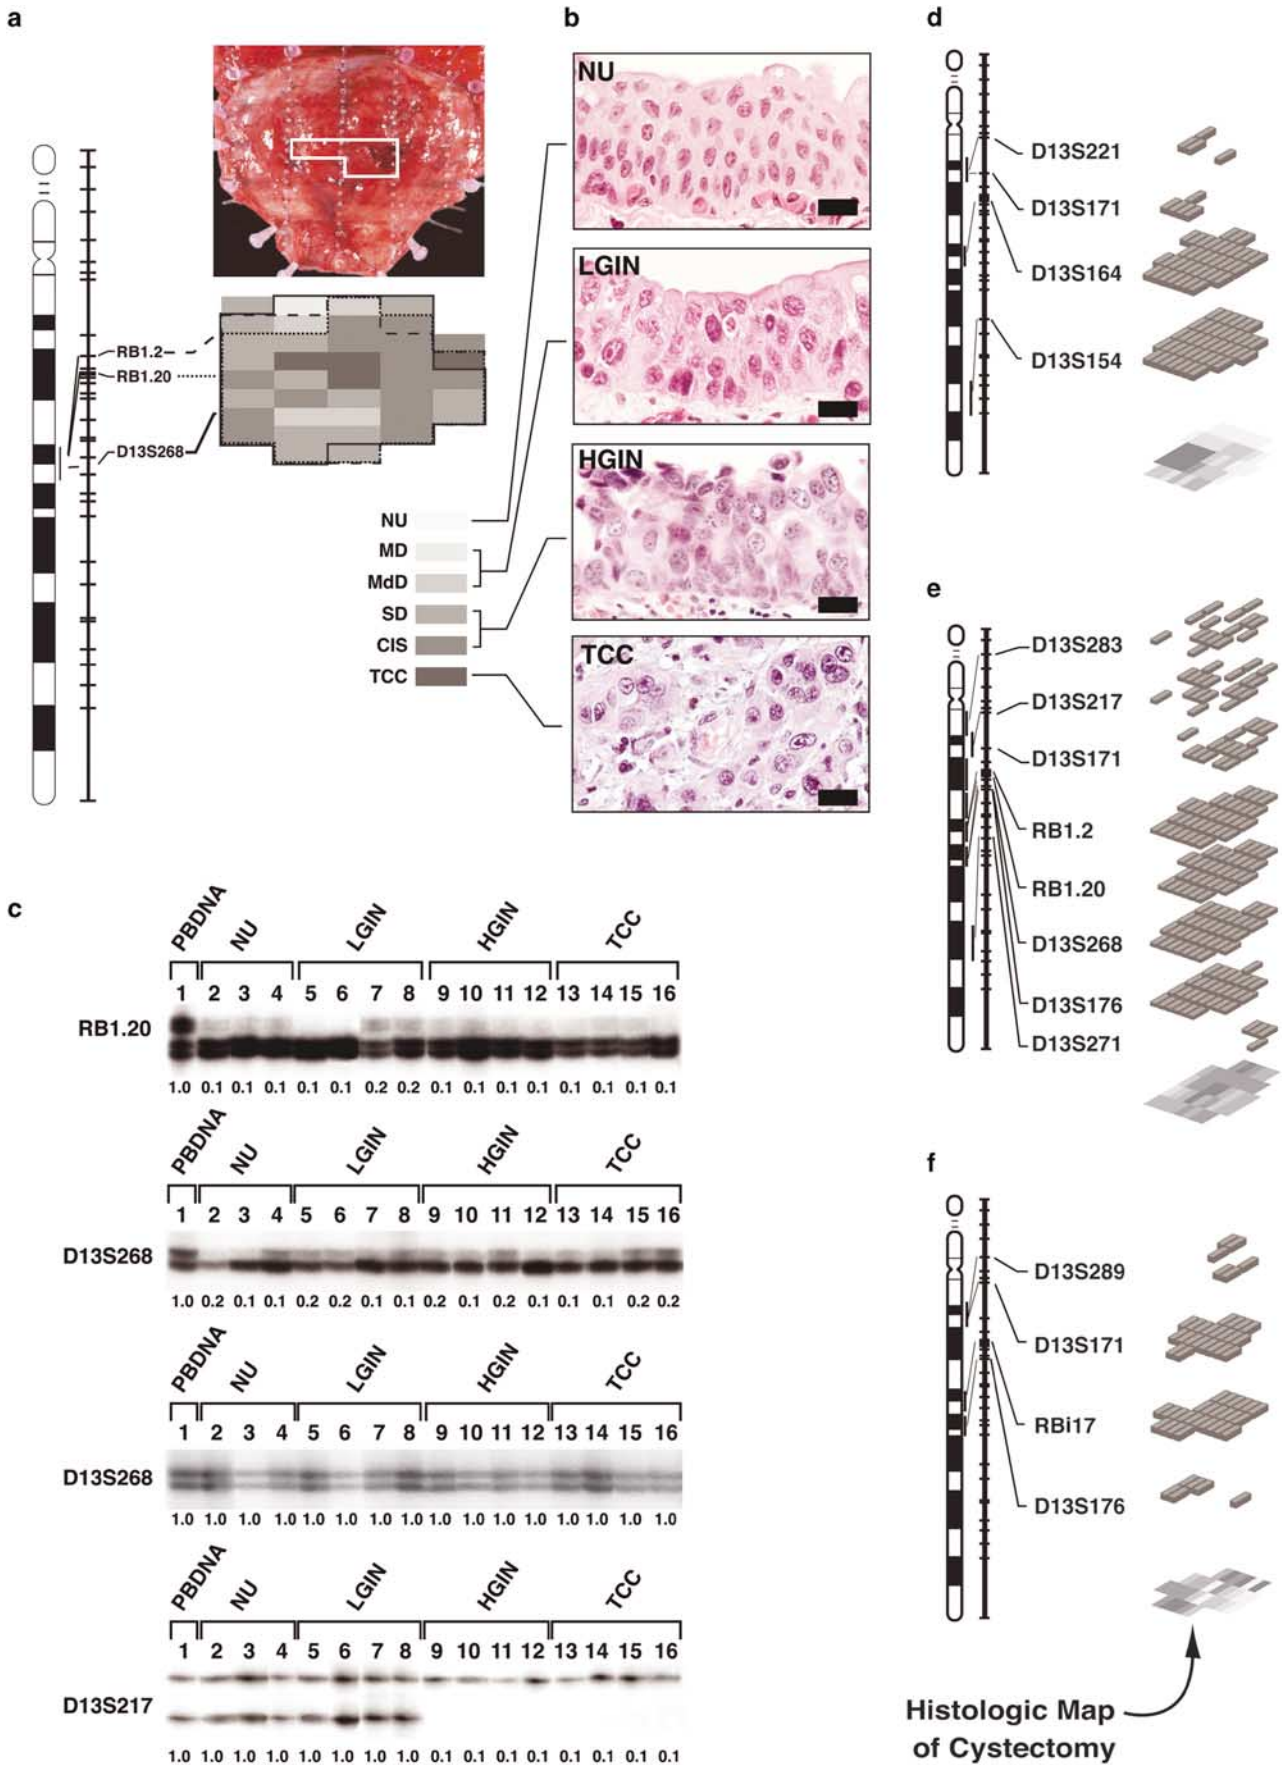 a
RB1.2
RB1.20
D13S268
NU
MD
MdD
SD
CIS
TCC
b
NU
LGIN
HGIN
TCC
c
PBDNA NU LGIN HGIN TCC
1 2 3 4 5 6 7 8 9 10 11 12 13 14 15 16
RB1.20
1.0 0.1 0.1 0.1 0.1 0.1 0.2 0.2 0.1 0.1 0.1 0.1 0.1 0.1 0.1 0.1
PBDNA NU LGIN HGIN TCC
1 2 3 4 5 6 7 8 9 10 11 12 13 14 15 16
D13S268
1.0 0.2 0.1 0.1 0.2 0.2 0.1 0.1 0.2 0.1 0.2 0.1 0.1 0.1 0.2 0.2
PBDNA NU LGIN HGIN TCC
1 2 3 4 5 6 7 8 9 10 11 12 13 14 15 16
D13S268
1.0 1.0 1.0 1.0 1.0 1.0 1.0 1.0 1.0 1.0 1.0 1.0 1.0 1.0 1.0 1.0
PBDNA NU LGIN HGIN TCC
1 2 3 4 5 6 7 8 9 10 11 12 13 14 15 16
D13S217
1.0 1.0 1.0 1.0 1.0 1.0 1.0 1.0 0.1 0.1 0.1 0.1 0.1 0.1 0.1 0.1
d
D13S221
D13S171
D13S164
D13S154
e
D13S283
D13S217
D13S171
RB1.2
RB1.20
D13S268
D13S176
D13S271
f
D13S289
D13S171
RBi17
D13S176
Histologic Map
of Cystectomy